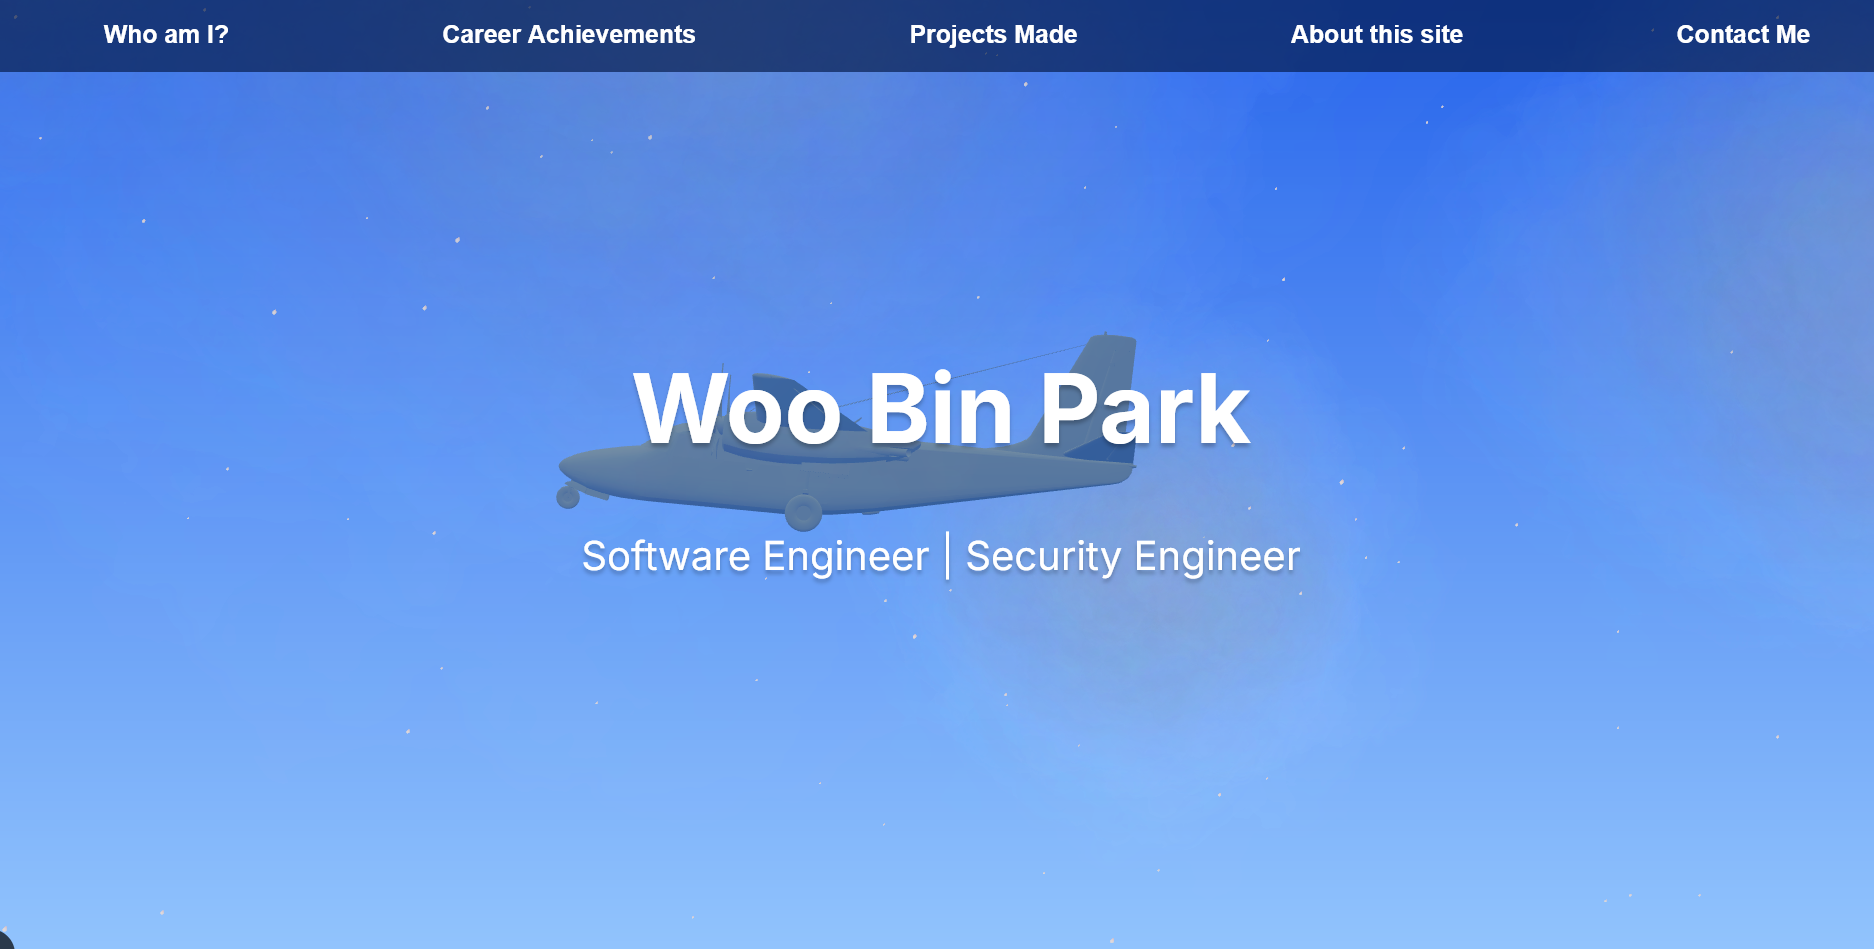 Who am I? Career Achievements Projects Made About this site Contact Me
Woo Bin Park
Software Engineer | Security Engineer